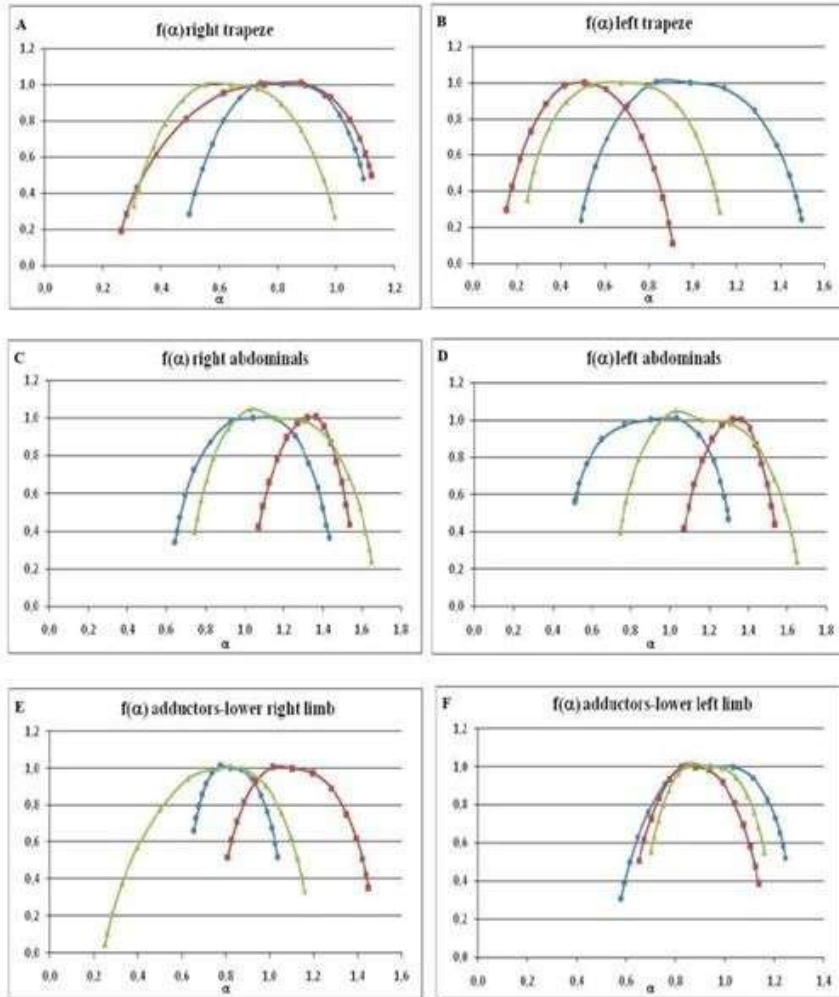 A
f(α) right trapeze
1.2
1.0
0.8
0.6
0.4
0.2
0.0
0.0 0.2 0.4 0.6 0.8 1.0 1.2
α
B
f(α) left trapeze
1.2
1.0
0.8
0.6
0.4
0.2
0.0
0.0 0.2 0.4 0.6 0.8 1.0 1.2 1.4 1.6
α
C
f(α) right abdominals
1.2
1.0
0.8
0.6
0.4
0.2
0.0
0.0 0.2 0.4 0.6 0.8 1.0 1.2 1.4 1.6 1.8
α
D
f(α) left abdominals
1.2
1.0
0.8
0.6
0.4
0.2
0.0
0.0 0.2 0.4 0.6 0.8 1.0 1.2 1.4 1.6 1.8
α
E
f(α) adductors-lower right limb
1.2
1.0
0.8
0.6
0.4
0.2
0.0
0.0 0.2 0.4 0.6 0.8 1.0 1.2 1.4 1.6
α
F
f(α) adductors-lower left limb
1.2
1.0
0.8
0.6
0.4
0.2
0.0
0.0 0.2 0.4 0.6 0.8 1.0 1.2 1.4
α